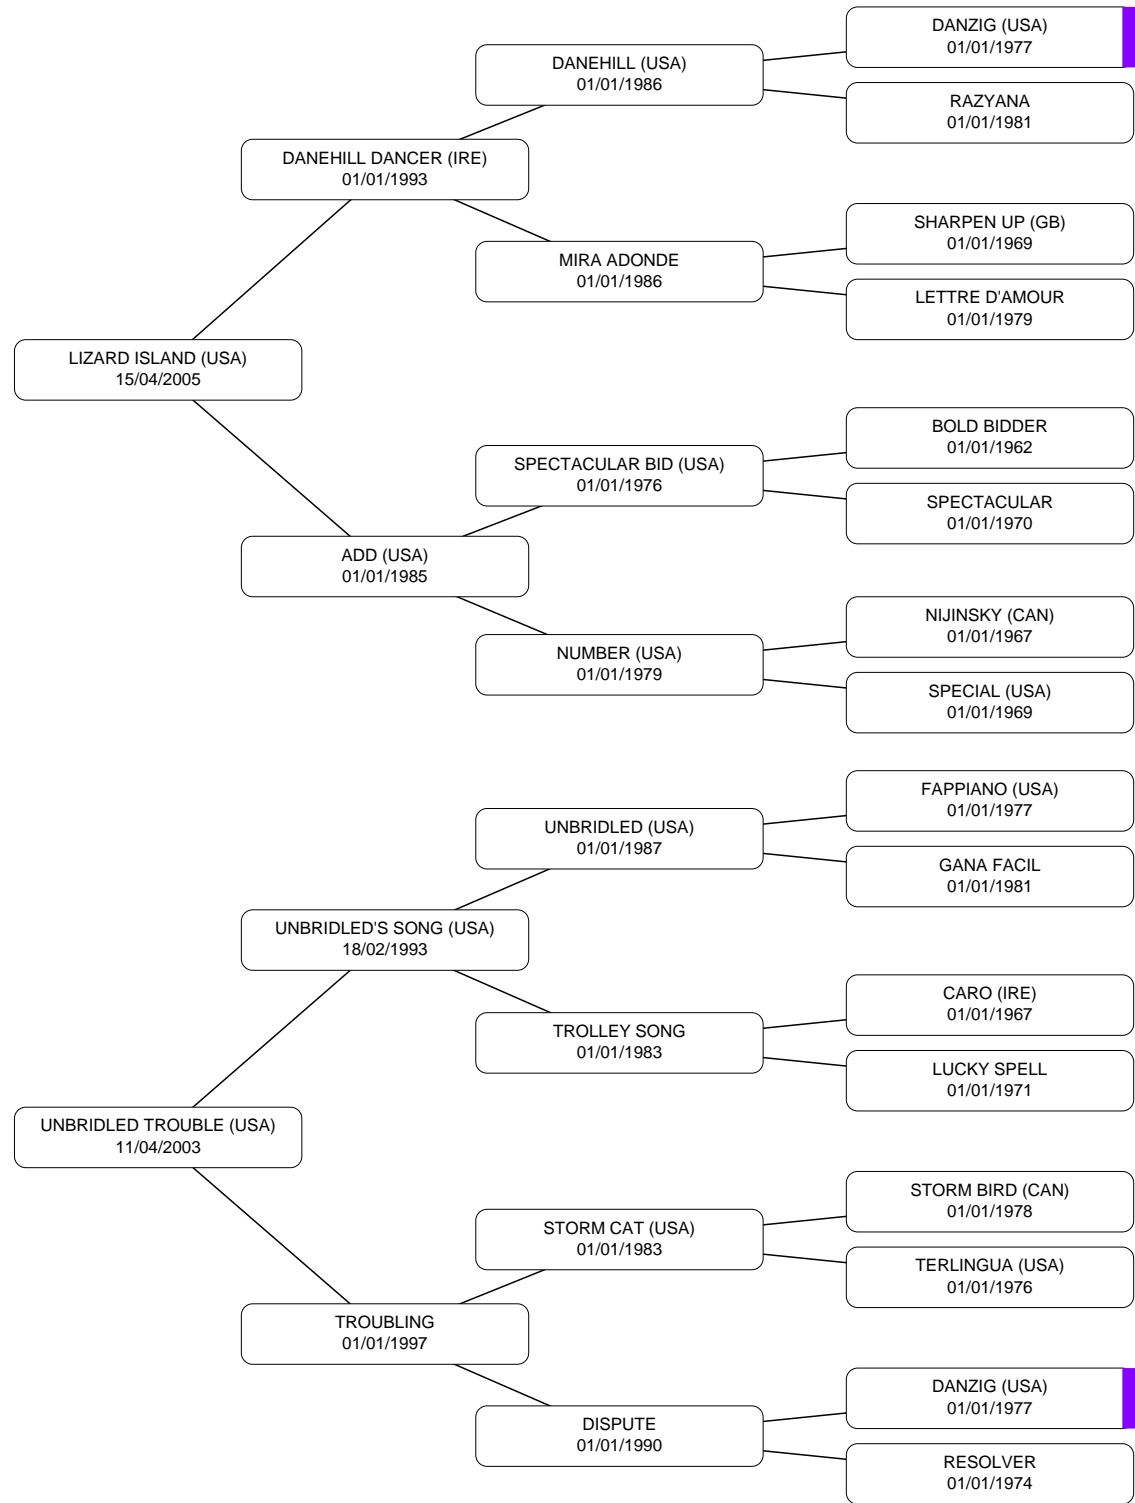 DANZIG (USA)
01/01/1977
DANEHILL (USA)
01/01/1986
RAZYANA
01/01/1981
DANEHILL DANCER (IRE)
01/01/1993
SHARPEN UP (GB)
01/01/1969
MIRA ADONDE
01/01/1986
LETTRE D'AMOUR
01/01/1979
LIZARD ISLAND (USA)
15/04/2005
BOLD BIDDER
01/01/1962
SPECTACULAR BID (USA)
01/01/1976
SPECTACULAR
01/01/1970
ADD (USA)
01/01/1985
NIJINSKY (CAN)
01/01/1967
NUMBER (USA)
01/01/1979
SPECIAL (USA)
01/01/1969
FAPPIANO (USA)
01/01/1977
UNBRIDLED (USA)
01/01/1987
GANA FACIL
01/01/1981
UNBRIDLED'S SONG (USA)
18/02/1993
CARO (IRE)
01/01/1967
TROLLEY SONG
01/01/1983
LUCKY SPELL
01/01/1971
UNBRIDLED TROUBLE (USA)
11/04/2003
STORM BIRD (CAN)
01/01/1978
STORM CAT (USA)
01/01/1983
TERLINGUA (USA)
01/01/1976
TROUBLING
01/01/1997
DANZIG (USA)
01/01/1977
DISPUTE
01/01/1990
RESOLVER
01/01/1974